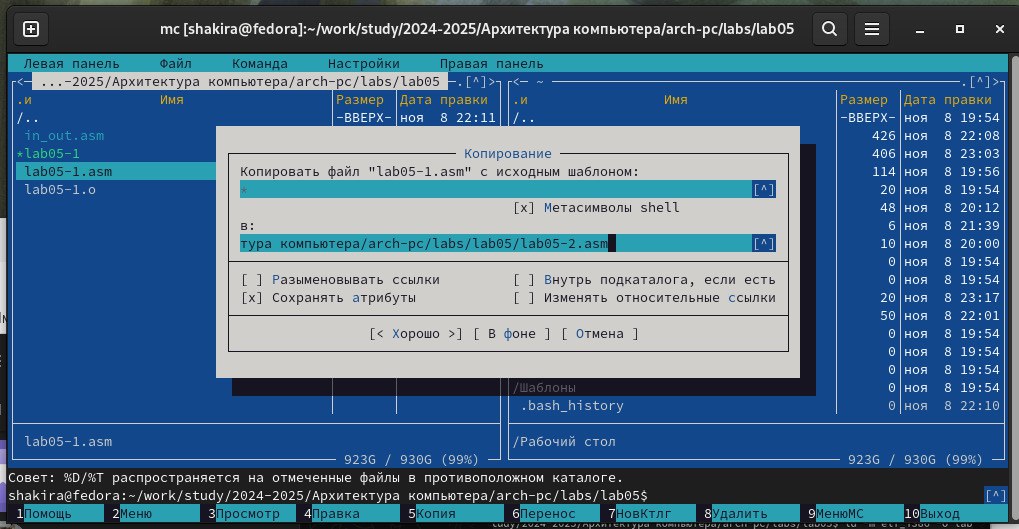 mc [shakira@fedora]:~/work/study/2024-2025/Архитектура компьютера/arch-pc/labs/lab05
Левая панель Файл Команда Настройки Правая панель
<— ...-2025/Архитектура компьютера/arch-pc/labs/lab05 —.[^]>
<— ~ —.[^]>
.и Имя Размер Дата правки
.и Имя Размер Дата правки
/.. -ВВЕРХ- ноя 8 22:11
/.. -ВВЕРХ- ноя 8 19:54
in_out.asm
426 ноя 8 22:08
*lab05-1
406 ноя 8 23:03
lab05-1.asm
114 ноя 8 19:56
lab05-1.o
20 ноя 8 19:54
48 ноя 8 20:12
6 ноя 8 21:39
10 ноя 8 20:00
0 ноя 8 19:54
0 ноя 8 19:54
20 ноя 8 23:17
50 ноя 8 22:01
0 ноя 8 19:54
0 ноя 8 19:54
0 ноя 8 19:54
/Шаблоны 0 ноя 8 19:54
.bash_history 0 ноя 8 22:10
Копирование
Копировать файл "lab05-1.asm" с исходным шаблоном:
* [^]
[x] Метасимволы shell
в:
тура компьютера/arch-pc/labs/lab05/lab05-2.asm [^]
[ ] Разыменовывать ссылки [ ] Внутрь подкаталога, если есть
[x] Сохранять атрибуты [ ] Изменять относительные ссылки
[< Хорошо >] [ В фоне ] [ Отмена ]
lab05-1.asm
/Рабочий стол
923G / 930G (99%)
923G / 930G (99%)
Совет: %D/%T распространяется на отмеченные файлы в противоположном каталоге.
shakira@fedora:~/work/study/2024-2025/Архитектура компьютера/arch-pc/labs/lab05$ [^]
1Помощь 2Меню 3Просмотр 4Правка 5Копия 6Перенос 7НовКтлг 8Удалить 9МенюMC 10Выход